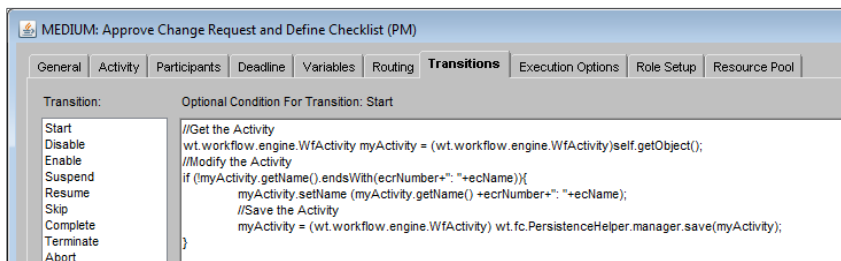 MEDIUM: Approve Change Request and Define Checklist (PM)
General Activity Participants Deadline Variables Routing Transitions Execution Options Role Setup Resource Pool
Transition: Optional Condition For Transition: Start
Start //Get the Activity
Disable wt.workflow.engine.WfActivity myActivity = (wt.workflow.engine.WfActivity)self.getObject();
Enable //Modify the Activity
Suspend if (!myActivity.getName().endsWith(ecrNumber+": "+ecName)){
Resume myActivity.setName (myActivity.getName() +ecrNumber+": "+ecName);
Skip //Save the Activity
Complete myActivity = (wt.workflow.engine.WfActivity) wt.fc.PersistenceHelper.manager.save(myActivity);
Terminate }
Abort